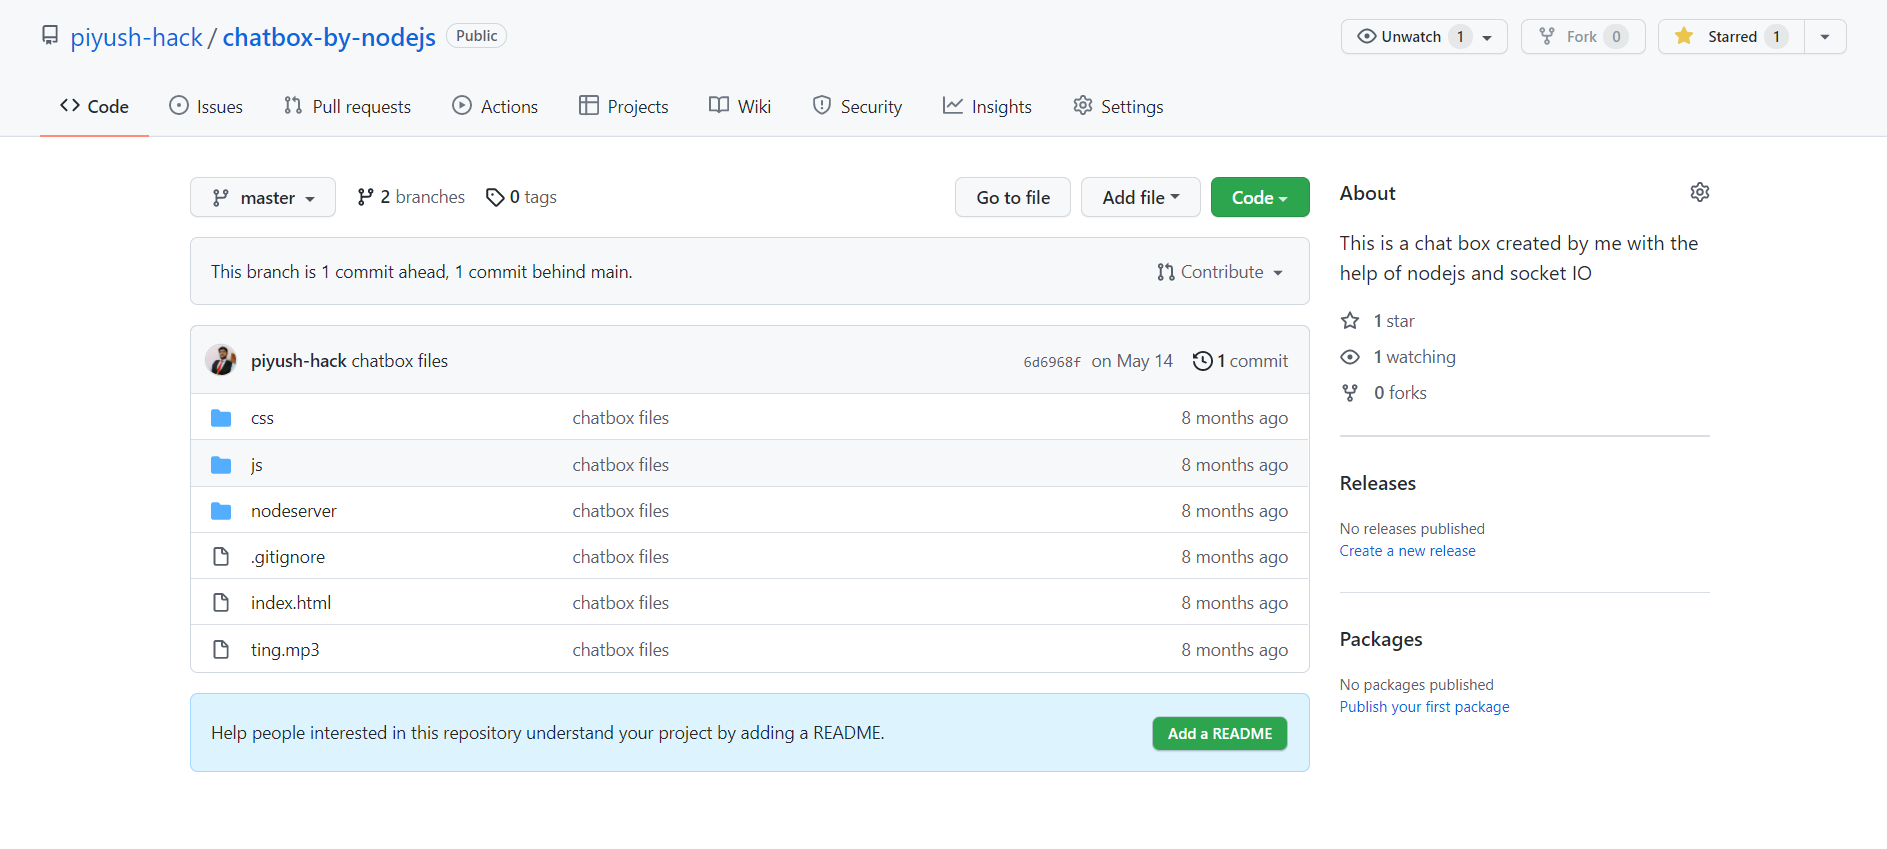 piyush-hack / chatbox-by-nodejs Public
Unwatch 1 Fork 0 Starred 1
Code Issues Pull requests Actions Projects Wiki Security Insights Settings
master 2 branches 0 tags Go to file Add file Code
This branch is 1 commit ahead, 1 commit behind main. Contribute
piyush-hack chatbox files 6d6968f on May 14 1 commit
css chatbox files 8 months ago
js chatbox files 8 months ago
nodeserver chatbox files 8 months ago
.gitignore chatbox files 8 months ago
index.html chatbox files 8 months ago
ting.mp3 chatbox files 8 months ago
Help people interested in this repository understand your project by adding a README. Add a README
About
This is a chat box created by me with the
help of nodejs and socket IO
1 star
1 watching
0 forks
Releases
No releases published
Create a new release
Packages
No packages published
Publish your first package